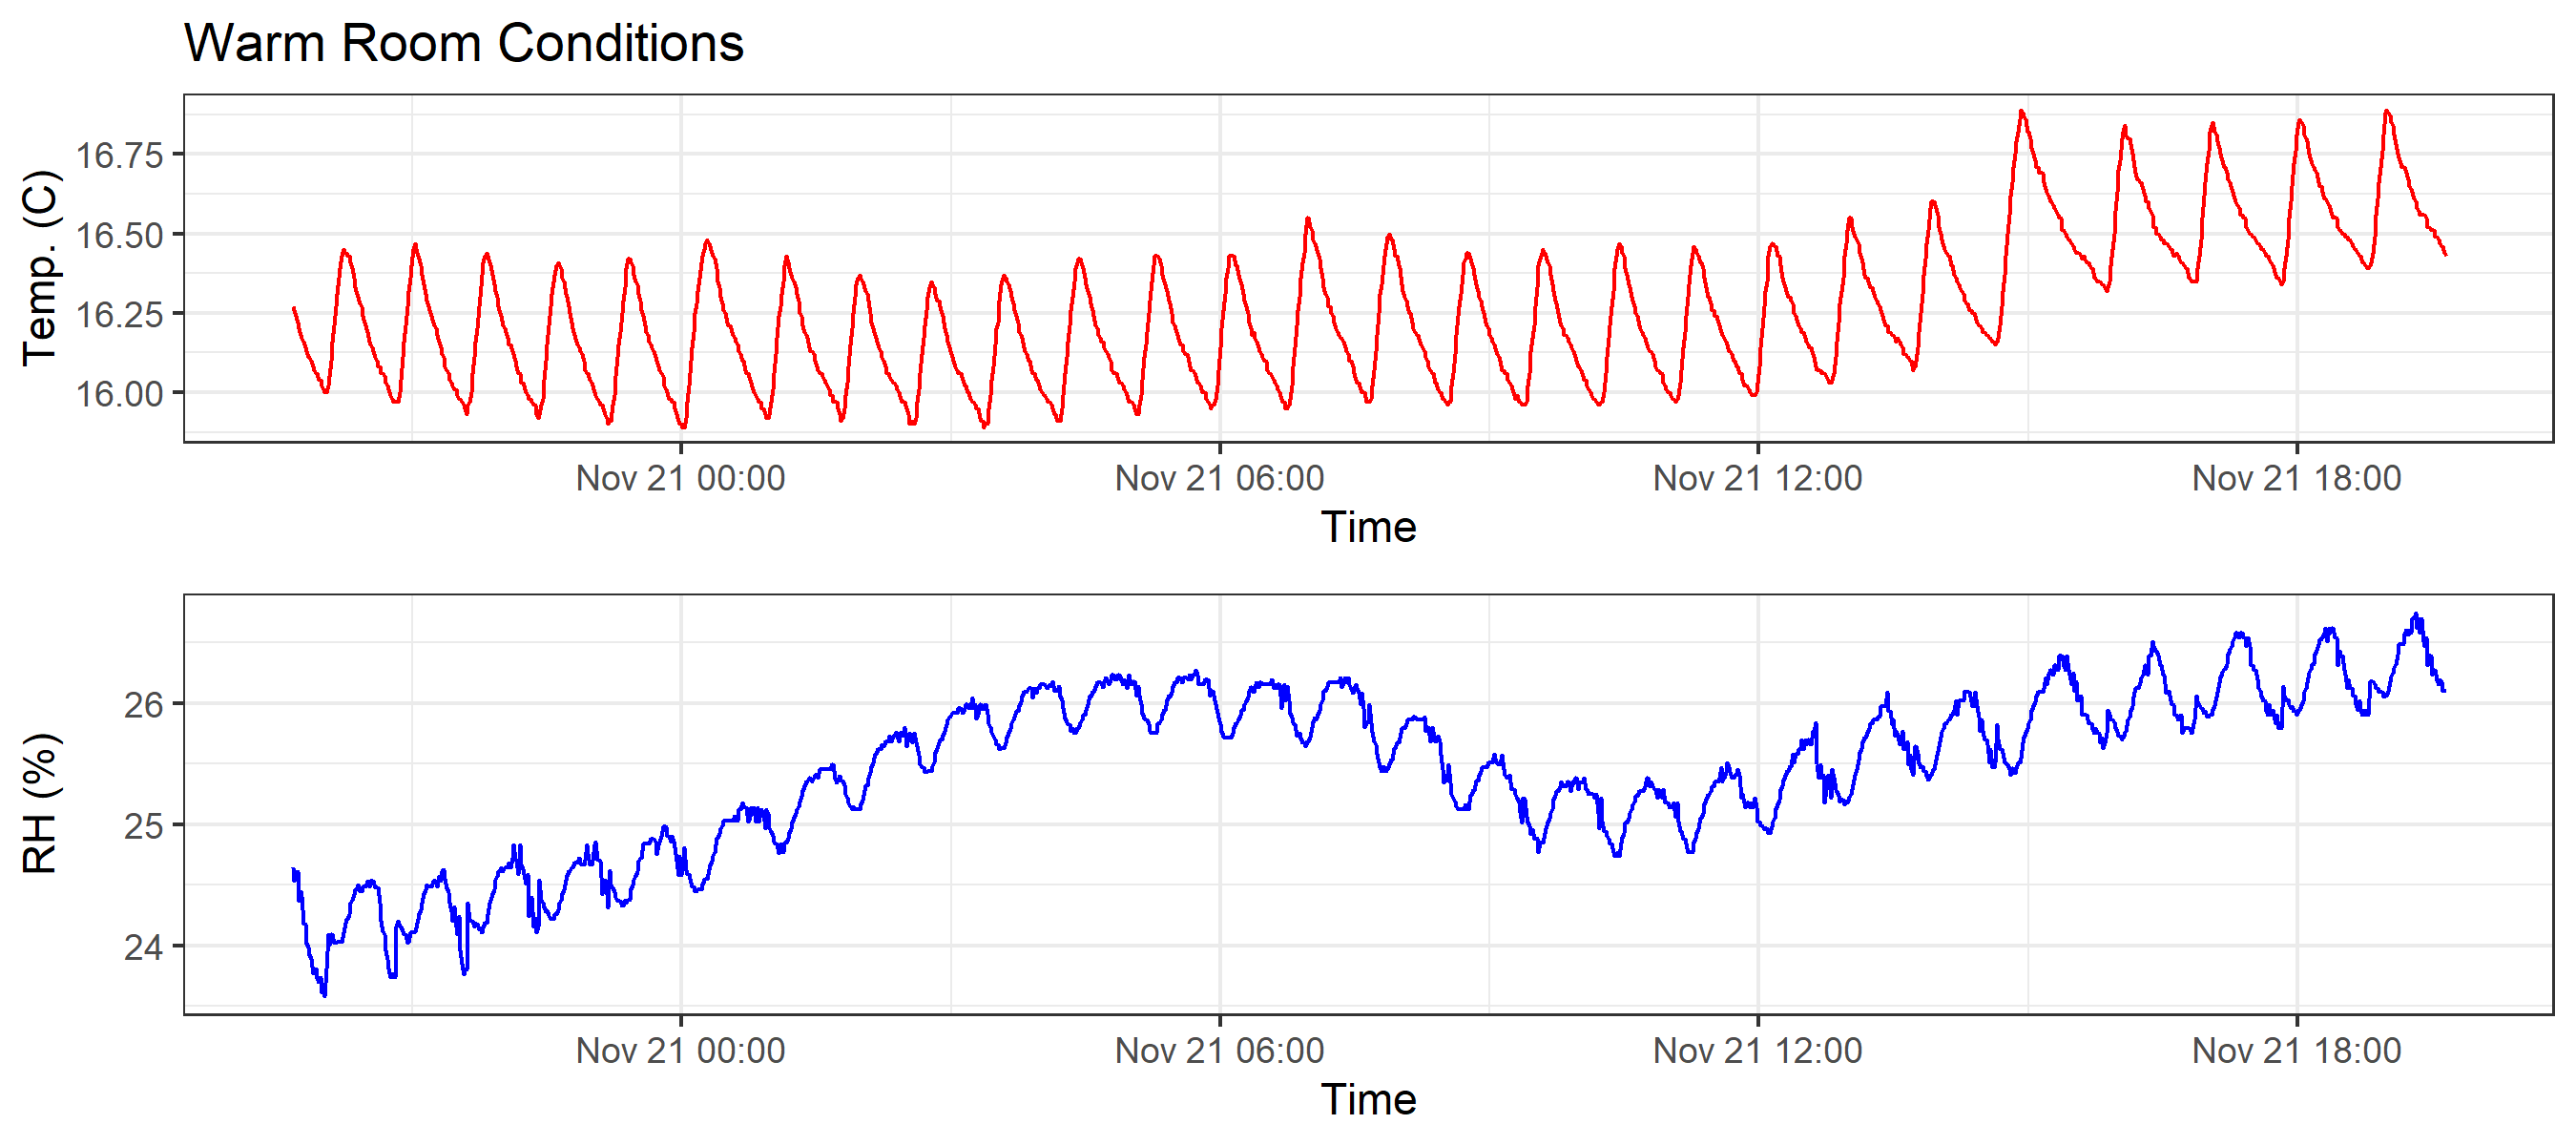 Warm Room Conditions
Temp. (C)
16.75
16.50
16.25
16.00
Nov 21 00:00 Nov 21 06:00 Nov 21 12:00 Nov 21 18:00
Time
RH (%)
26
25
24
Nov 21 00:00 Nov 21 06:00 Nov 21 12:00 Nov 21 18:00
Time